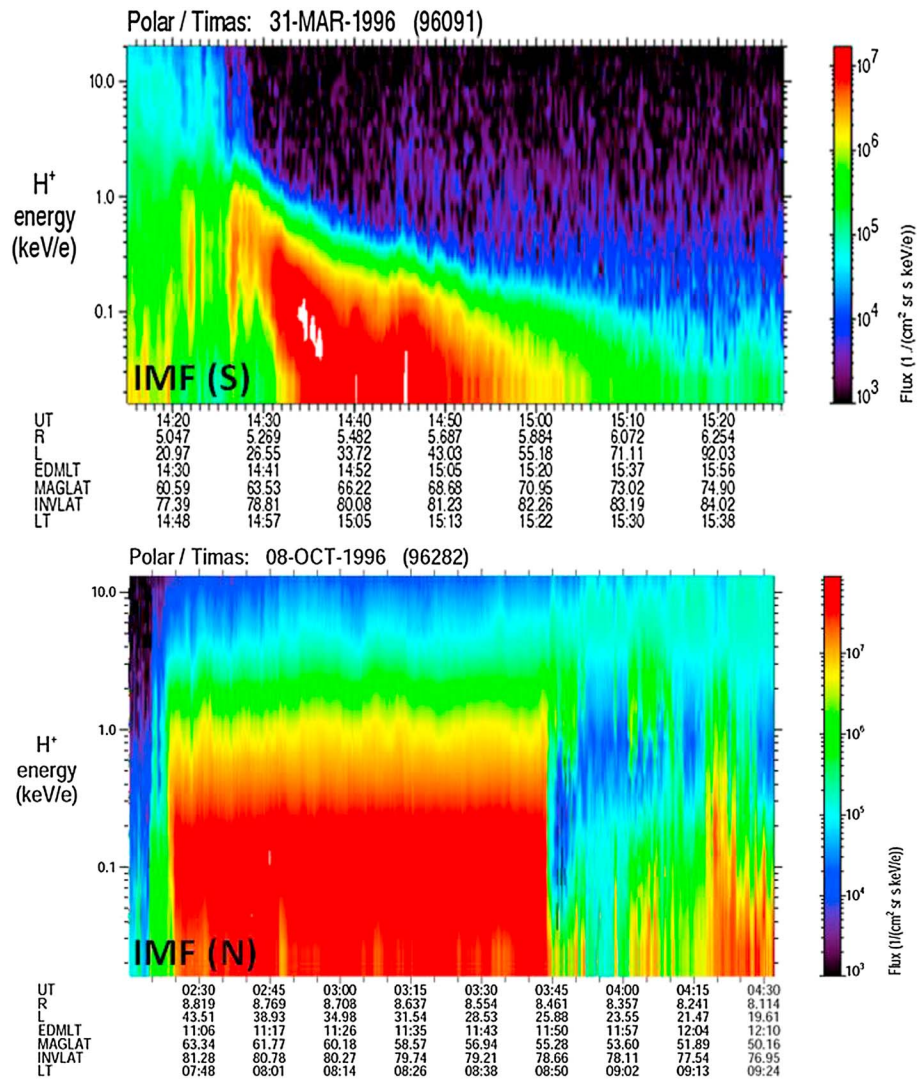 Polar / Timas: 31-MAR-1996 (96091)
10.0
1.0
0.1
H+
energy
(keV/e)
IMF (S)
10^7
10^6
10^5
10^4
10^3
Flux (1 /(cm² sr s keV/e))
UT 14:20 14:30 14:40 14:50 15:00 15:10 15:20
R 5.047 5.269 5.482 5.687 5.884 6.072 6.254
L 20.97 26.55 33.72 43.03 55.18 71.11 92.03
EDMLT 14:30 14:41 14:52 15:05 15:20 15:37 15:56
MAGLAT 60.59 63.53 66.22 68.68 70.95 73.02 74.90
INVLAT 77.39 78.81 80.08 81.23 82.26 83.19 84.02
LT 14:48 14:57 15:05 15:13 15:22 15:30 15:38
Polar / Timas: 08-OCT-1996 (96282)
10.0
1.0
0.1
H+
energy
(keV/e)
IMF (N)
10^7
10^6
10^5
10^4
10^3
Flux (1/(cm² sr s keV/e))
UT 02:30 02:45 03:00 03:15 03:30 03:45 04:00 04:15 04:30
R 8.819 8.769 8.708 8.637 8.554 8.461 8.357 8.241 8.114
L 43.51 38.93 34.98 31.54 28.53 25.88 23.55 21.47 19.61
EDMLT 11:06 11:17 11:26 11:35 11:43 11:50 11:57 12:04 12:10
MAGLAT 63.34 61.77 60.18 58.57 56.94 55.28 53.60 51.89 50.16
INVLAT 81.28 80.78 80.27 79.74 79.21 78.66 78.11 77.54 76.95
LT 07:48 08:01 08:14 08:26 08:38 08:50 09:02 09:13 09:24